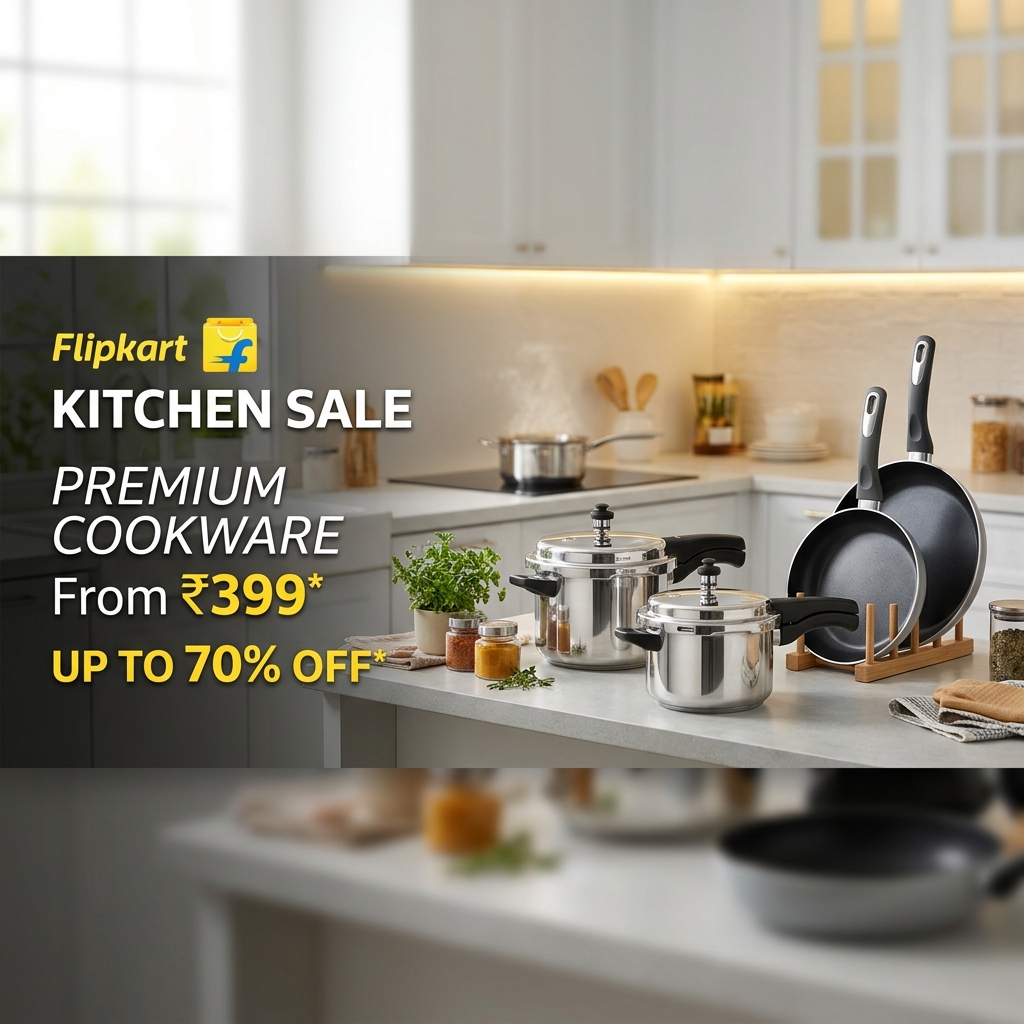 Flipkart
KITCHEN SALE
PREMIUM
COOKWARE
From ₹399*
UP TO 70% OFF*